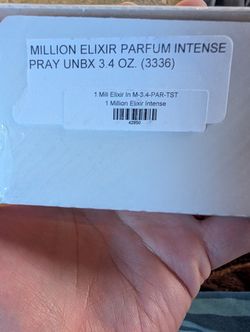 MILLION ELIXIR PARFUM INTENSE
PRAY UNBX 3.4 OZ. (3336)
1 Mill Elixir In M-3.4-PAR-TST
1 Million Elixir Intense
42950